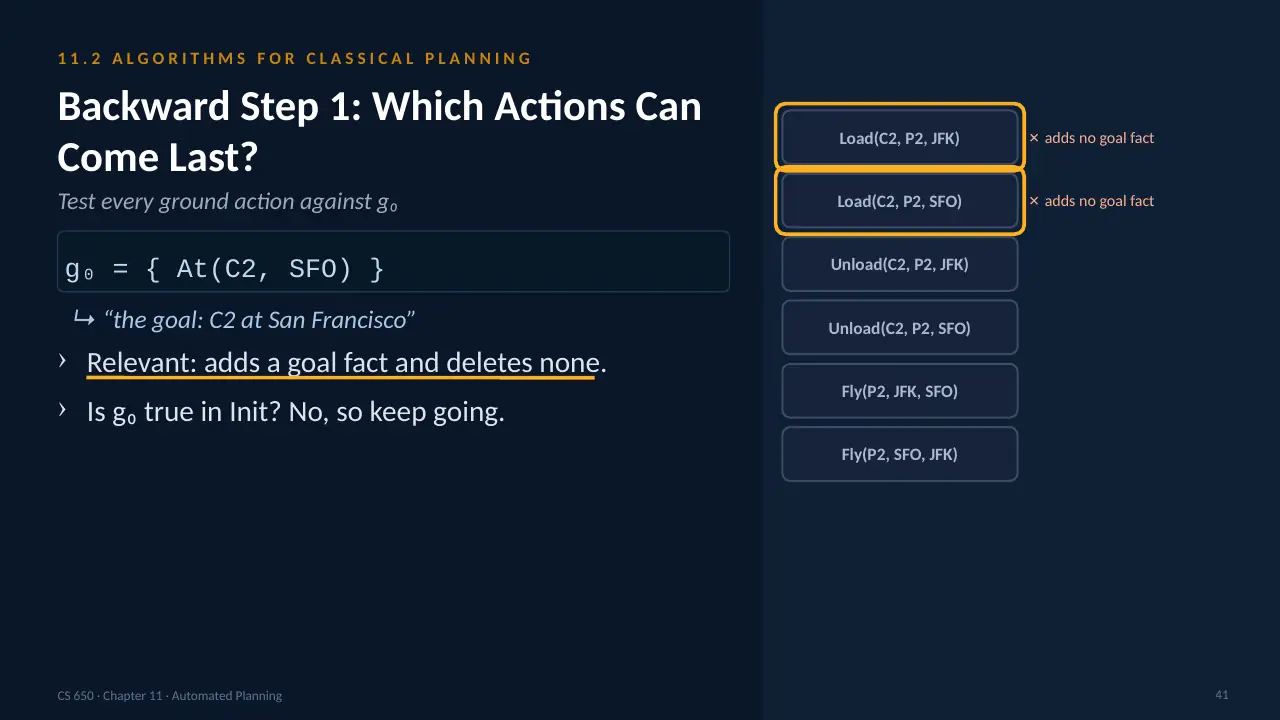 11.2 ALGORITHMS FOR CLASSICAL PLANNING
Backward Step 1: Which Actions Can
Come Last?
Test every ground action against g₀
g₀ = { At(C2, SFO) }
↪ “the goal: C2 at San Francisco”
› Relevant: adds a goal fact and deletes none.
› Is g₀ true in Init? No, so keep going.
Load(C2, P2, JFK)
× adds no goal fact
Load(C2, P2, SFO)
× adds no goal fact
Unload(C2, P2, JFK)
Unload(C2, P2, SFO)
Fly(P2, JFK, SFO)
Fly(P2, SFO, JFK)
CS 650 · Chapter 11 · Automated Planning
41